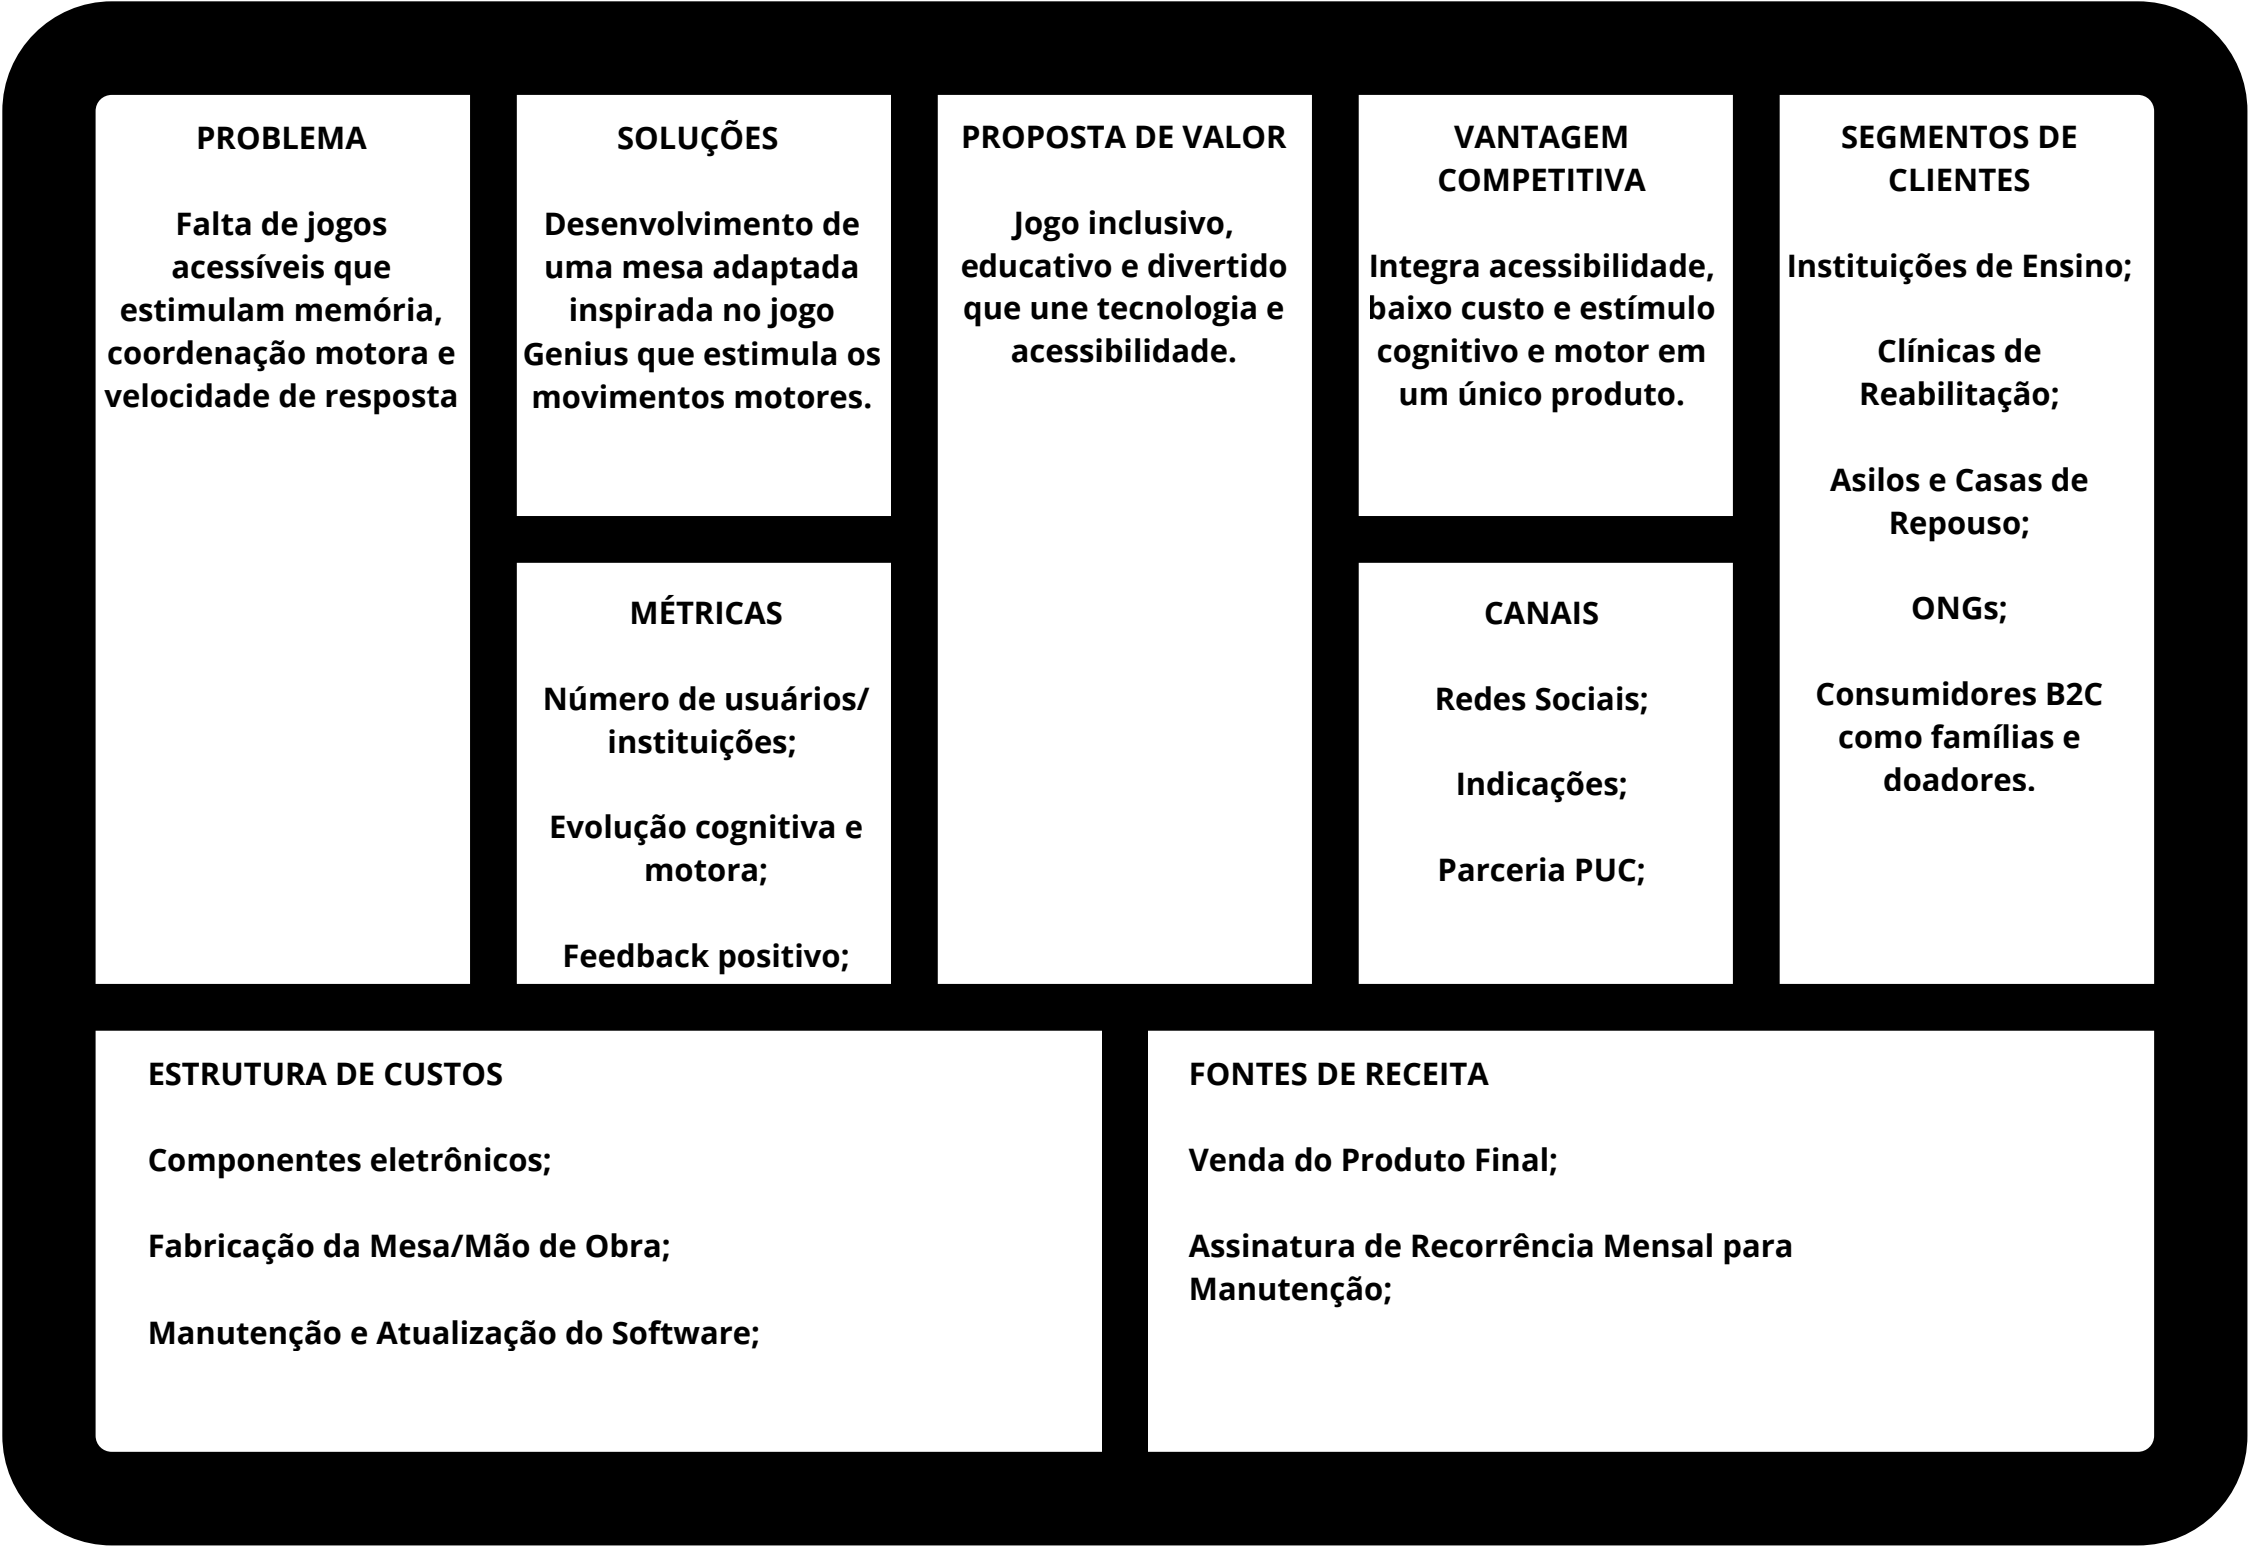 PROBLEMA
Falta de jogos
acessíveis que
estimulam memória,
coordenação motora e
velocidade de resposta
SOLUÇÕES
Desenvolvimento de
uma mesa adaptada
inspirada no jogo
Genius que estimula os
movimentos motores.
MÉTRICAS
Número de usuários/
instituições;
Evolução cognitiva e
motora;
Feedback positivo;
PROPOSTA DE VALOR
Jogo inclusivo,
educativo e divertido
que une tecnologia e
acessibilidade.
VANTAGEM
COMPETITIVA
Integra acessibilidade,
baixo custo e estímulo
cognitivo e motor em
um único produto.
CANAIS
Redes Sociais;
Indicações;
Parceria PUC;
SEGMENTOS DE
CLIENTES
Instituições de Ensino;
Clínicas de
Reabilitação;
Asilos e Casas de
Repouso;
ONGs;
Consumidores B2C
como famílias e
doadores.
ESTRUTURA DE CUSTOS
Componentes eletrônicos;
Fabricação da Mesa/Mão de Obra;
Manutenção e Atualização do Software;
FONTES DE RECEITA
Venda do Produto Final;
Assinatura de Recorrência Mensal para
Manutenção;